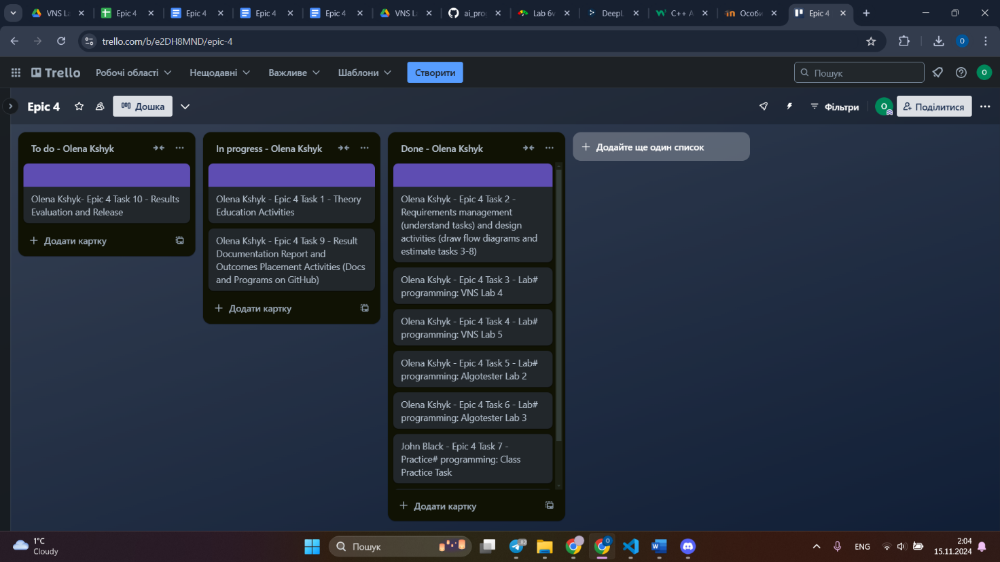 VNS La
Epic 4
Epic 4
Epic 4
Epic 4
VNS La
ai_prog
Lab 6v
DeepL
C++ A
Особи
Epic 4
trello.com/b/e2DH8MND/epic-4
O
Trello
Робочі області
Нещодавні
Важливе
Шаблони
Створити
Пошук
O
Epic 4
Дошка
O
Фільтри
Поділитися
To do - Olena Kshyk
Olena Kshyk- Epic 4 Task 10 - Results
Evaluation and Release
Додати картку
In progress - Olena Kshyk
Olena Kshyk - Epic 4 Task 1 - Theory
Education Activities
Olena Kshyk - Epic 4 Task 9 - Result
Documentation Report and
Outcomes Placement Activities (Docs
and Programs on GitHub)
Додати картку
Done - Olena Kshyk
Olena Kshyk - Epic 4 Task 2 -
Requirements management
(understand tasks) and design
activities (draw flow diagrams and
estimate tasks 3-8)
Olena Kshyk - Epic 4 Task 3 - Lab#
programming: VNS Lab 4
Olena Kshyk - Epic 4 Task 4 - Lab#
programming: VNS Lab 5
Olena Kshyk - Epic 4 Task 5 - Lab#
programming: Algotester Lab 2
Olena Kshyk - Epic 4 Task 6 - Lab#
programming: Algotester Lab 3
John Black - Epic 4 Task 7 -
Practice# programming: Class
Practice Task
Додати картку
Додайте ще один список
1°C
Cloudy
Пошук
82
ENG
2:04
15.11.2024